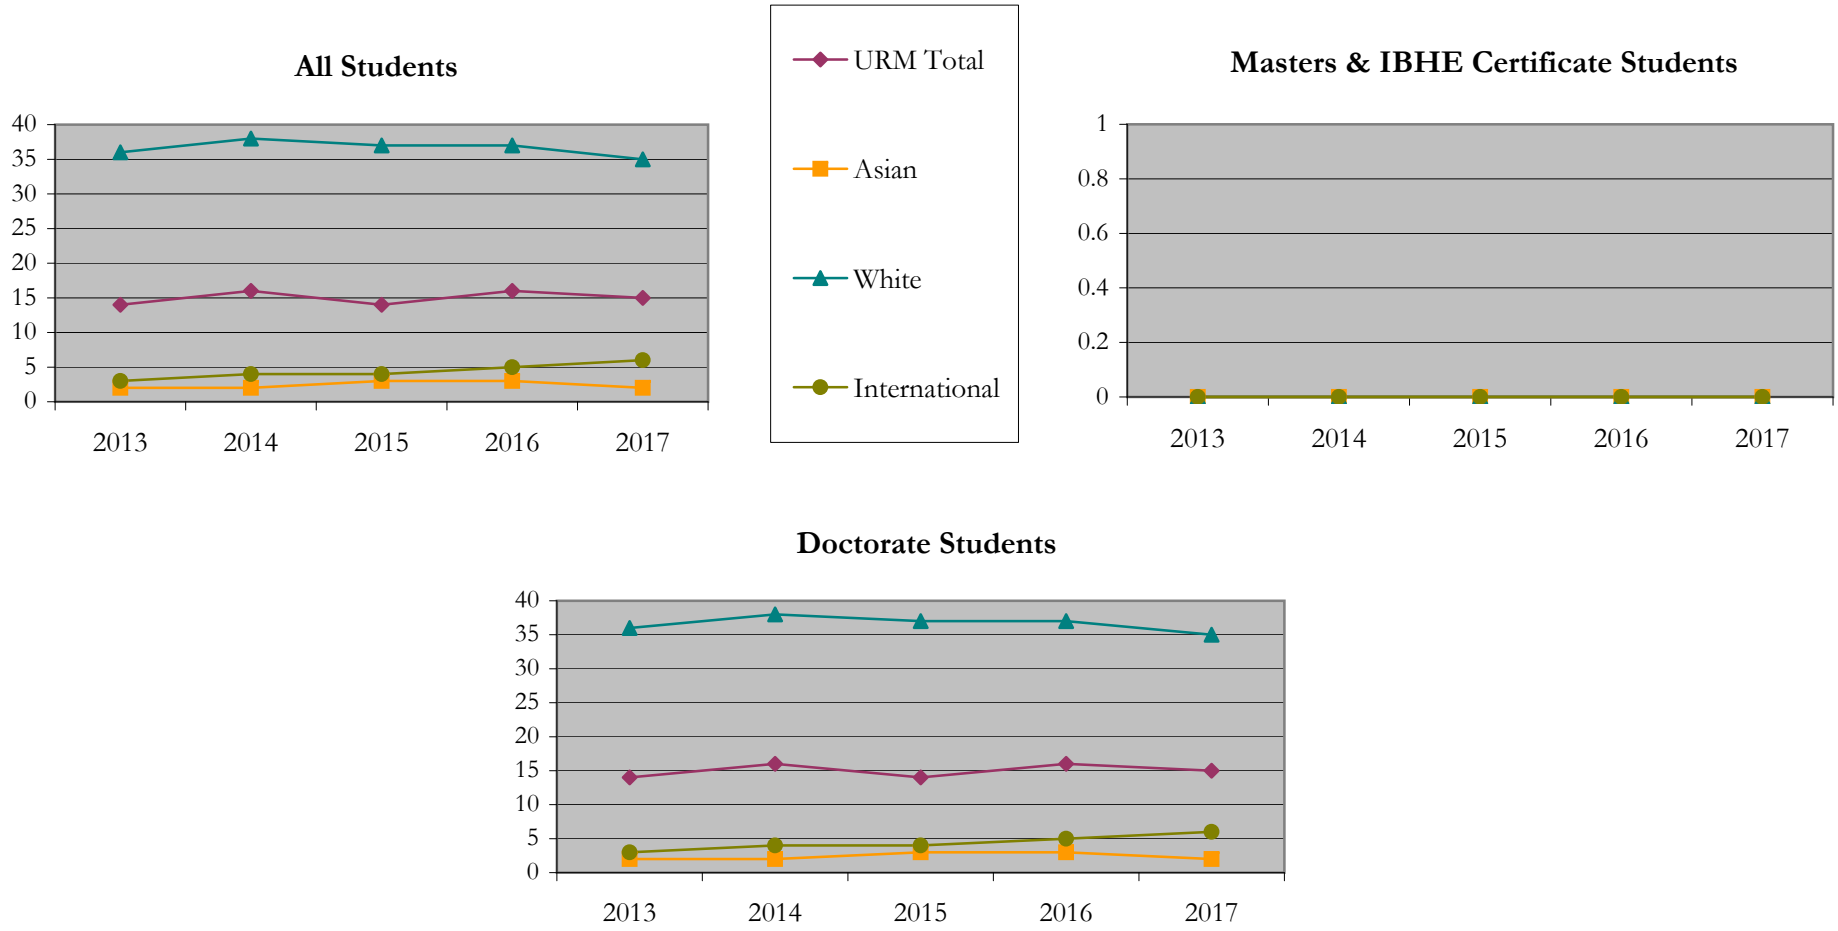 All Students
40
35
30
25
20
15
10
5
0
2013 2014 2015 2016 2017
URM Total
Asian
White
International
Masters & IBHE Certificate Students
1
0.8
0.6
0.4
0.2
0
2013 2014 2015 2016 2017
Doctorate Students
40
35
30
25
20
15
10
5
0
2013 2014 2015 2016 2017